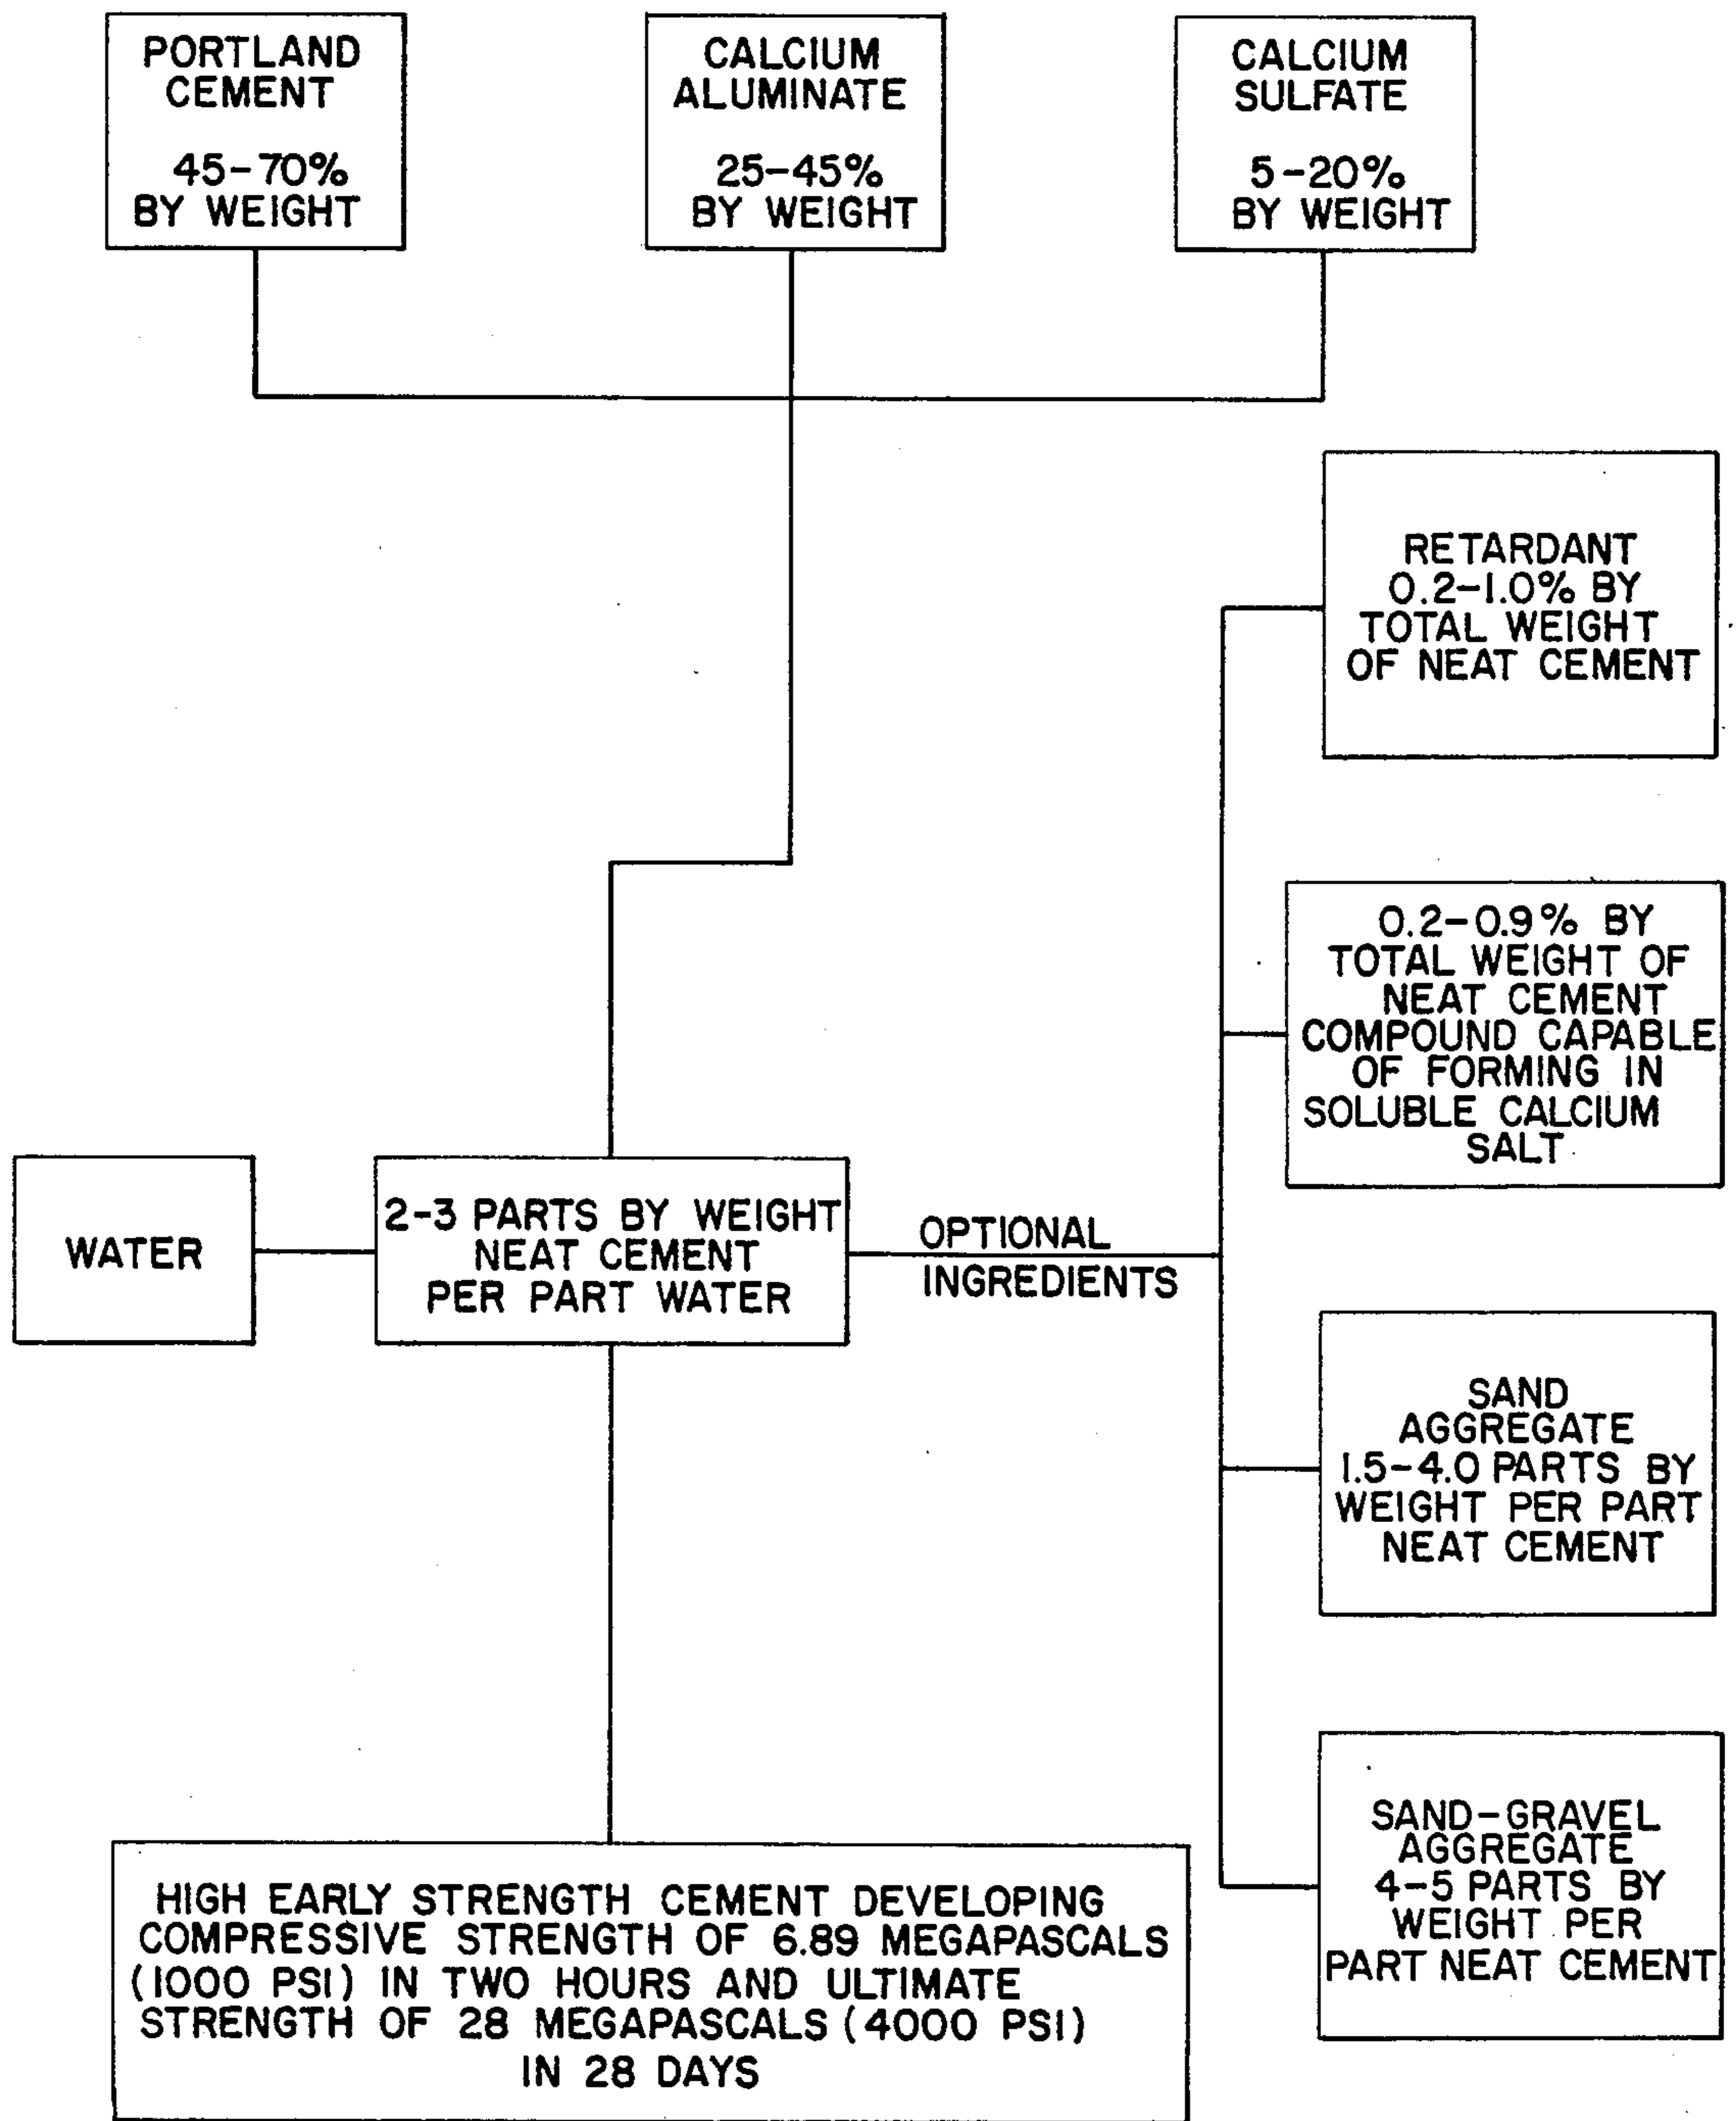 PORTLAND
CEMENT
45-70%
BY WEIGHT
CALCIUM
ALUMINATE
25-45%
BY WEIGHT
CALCIUM
SULFATE
5-20%
BY WEIGHT
RETARDANT
0.2-1.0% BY
TOTAL WEIGHT
OF NEAT CEMENT
0.2-0.9% BY
TOTAL WEIGHT OF
NEAT CEMENT
COMPOUND CAPABLE
OF FORMING IN
SOLUBLE CALCIUM
SALT
WATER
2-3 PARTS BY WEIGHT
NEAT CEMENT
PER PART WATER
OPTIONAL
INGREDIENTS
SAND
AGGREGATE
1.5-4.0 PARTS BY
WEIGHT PER PART
NEAT CEMENT
SAND-GRAVEL
AGGREGATE
4-5 PARTS BY
WEIGHT PER
PART NEAT CEMENT
HIGH EARLY STRENGTH CEMENT DEVELOPING
COMPRESSIVE STRENGTH OF 6.89 MEGAPASCALS
(1000 PSI) IN TWO HOURS AND ULTIMATE
STRENGTH OF 28 MEGAPASCALS (4000 PSI)
IN 28 DAYS